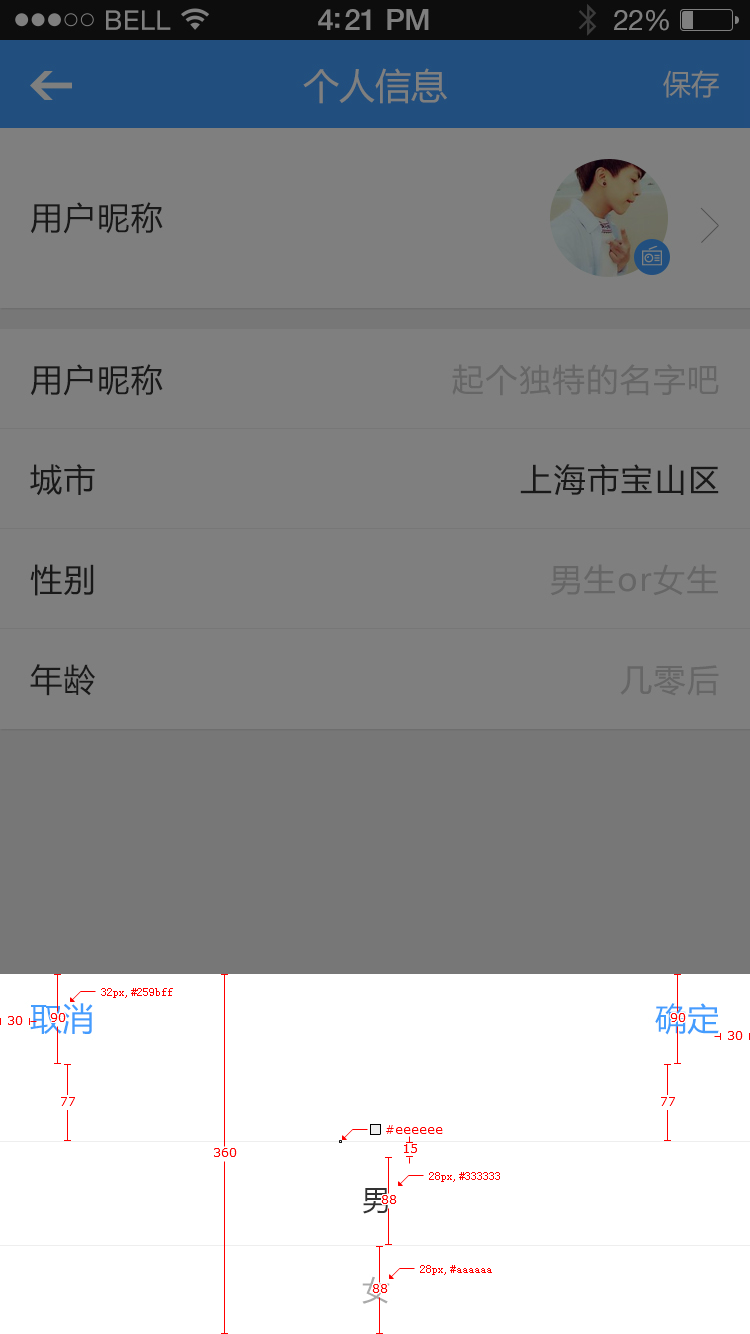 BELL 4:21 PM 22%
个人信息 保存
用户昵称
用户昵称 起个独特的名字吧
城市 上海市宝山区
性别 男生or女生
年龄 几零后
32px, #259bff
30 取消 90 确定 90
30
77 77
#eeeeee
15
360
28px, #333333
男 88
28px, #aaaaaa
女 88